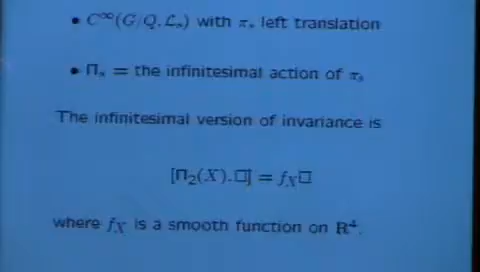 • C^∞(G/Q, ℒ_s) with π_s left translation
• Π_s = the infinitesimal action of π_s
The infinitesimal version of invariance is
[Π_2(X), □] = f_X □
where f_X is a smooth function on R^4.